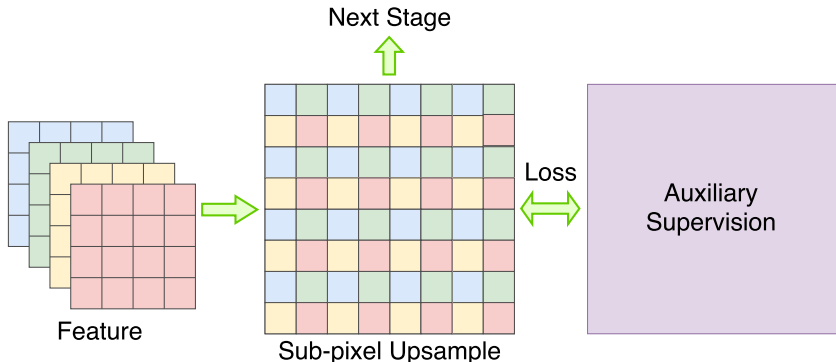 Next Stage
Loss
Auxiliary
Supervision
Feature
Sub-pixel Upsample